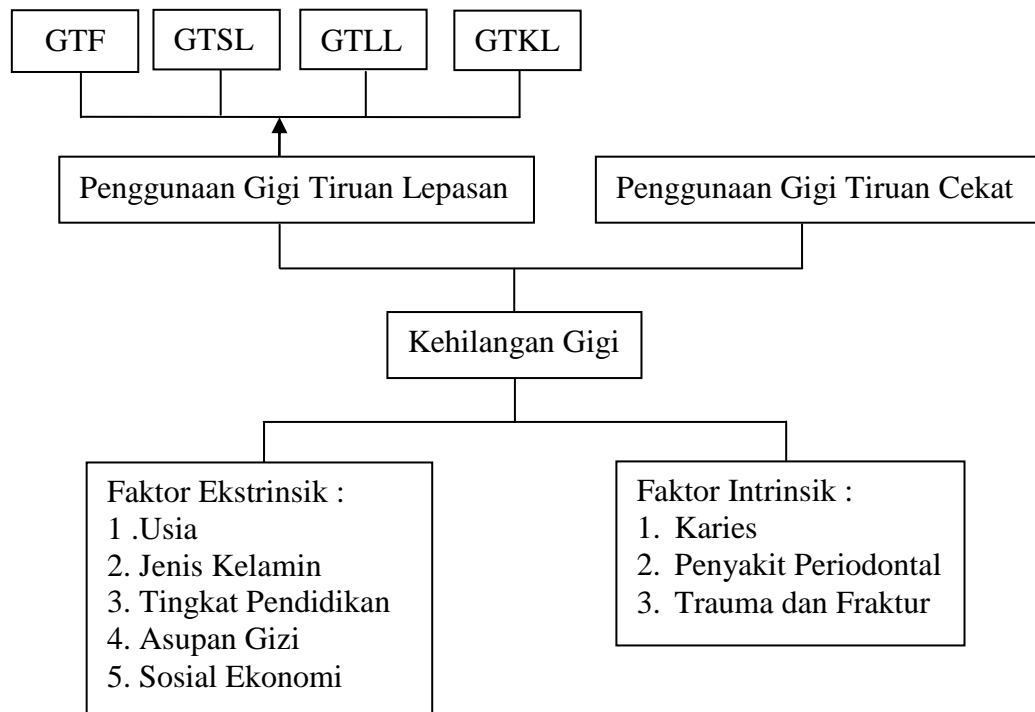 GTF
GTSL
GTLL
GTKL
Penggunaan Gigi Tiruan Lepasan
Penggunaan Gigi Tiruan Cekat
Kehilangan Gigi
Faktor Ekstrinsik :
1 .Usia
2. Jenis Kelamin
3. Tingkat Pendidikan
4. Asupan Gizi
5. Sosial Ekonomi
Faktor Intrinsik :
1. Karies
2. Penyakit Periodontal
3. Trauma dan Fraktur